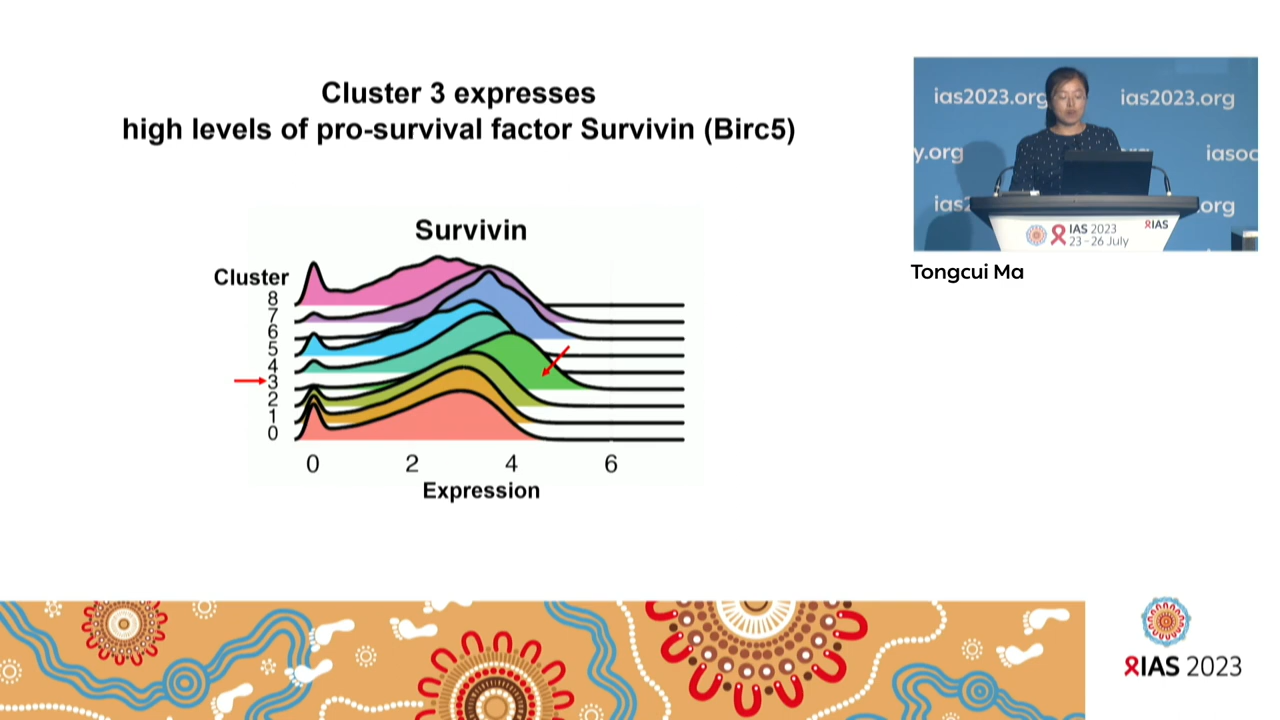 Cluster 3 expresses
high levels of pro-survival factor Survivin (Birc5)
Survivin
Cluster
8
7
6
5
4
3
2
1
0
0 2 4 6
Expression
ias2023.org ias2023.org
y.org iasoc
ias2 .org
IAS 2023
23–26 July
IAS
Tongcui Ma
IAS 2023